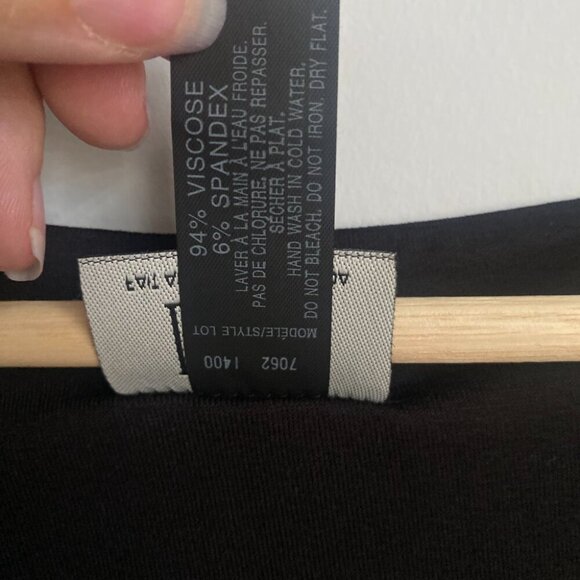 94% VISCOSE
6% SPANDEX
LAVER À LA MAIN À L'EAU FROIDE.
PAS DE CHLORURE. NE PAS REPASSER.
SÉCHER À PLAT.
HAND WASH IN COLD WATER.
DO NOT BLEACH. DO NOT IRON. DRY FLAT.
MODÈLE/STYLE LOT
7062 1400